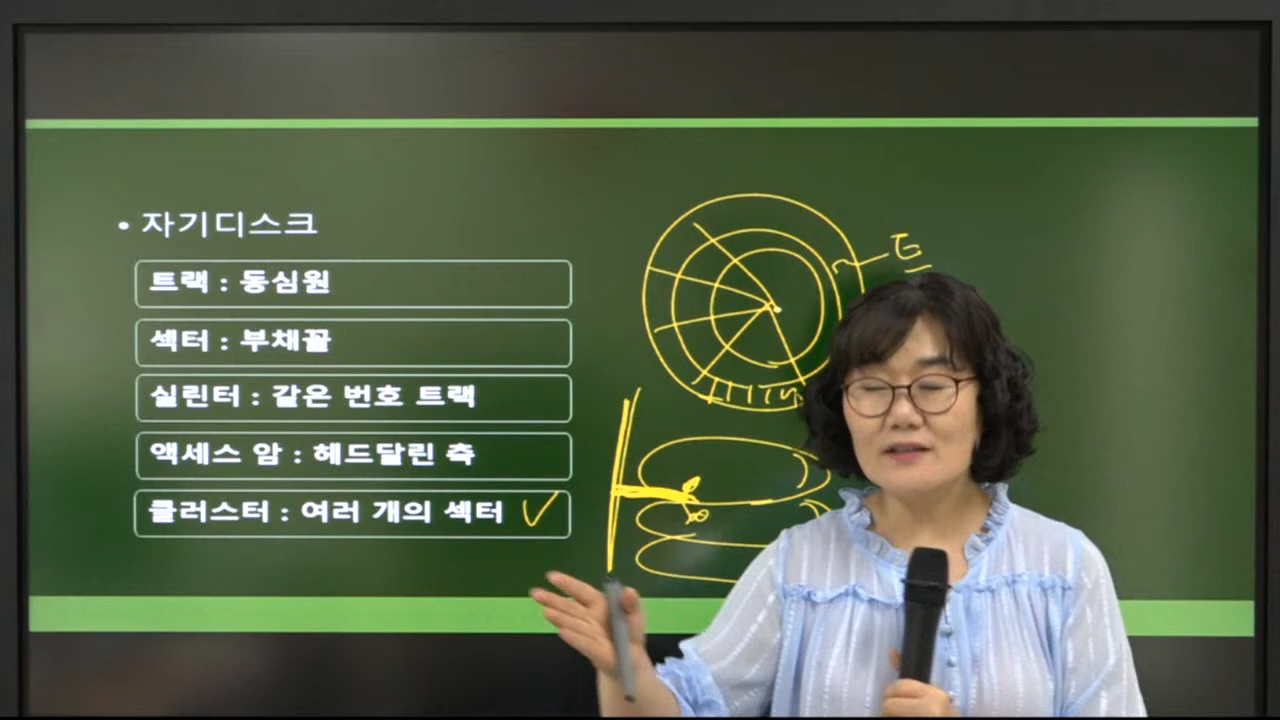 • 자기디스크
트랙 : 동심원
섹터 : 부채꼴
실린터 : 같은 번호 트랙
액세스 암 : 헤드달린 축
클러스터 : 여러 개의 섹터